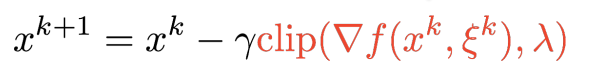 x^{k+1} = x^k − γclip(∇f(x^k, ξ^k), λ)